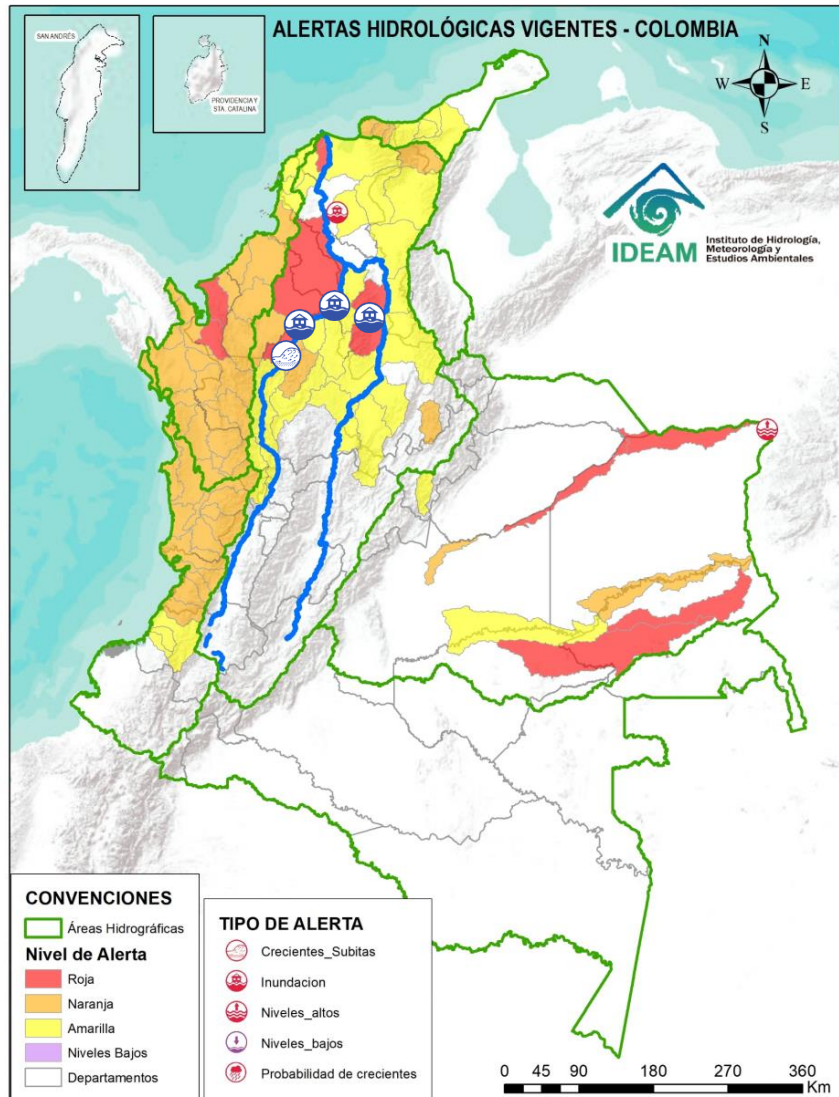 ALERTAS HIDROLÓGICAS VIGENTES - COLOMBIA
SAN ANDRÉS
PROVIDENCIA Y
STA. CATALINA
N
W
E
S
IDEAM
Instituto de Hidrología,
Meteorología y
Estudios Ambientales
CONVENCIONES
Áreas Hidrográficas
Nivel de Alerta
Roja
Naranja
Amarilla
Niveles Bajos
Departamentos
TIPO DE ALERTA
Crecientes_Subitas
Inundacion
Niveles_altos
Niveles_bajos
Probabilidad de crecientes
0 45 90 180 270 360
Km